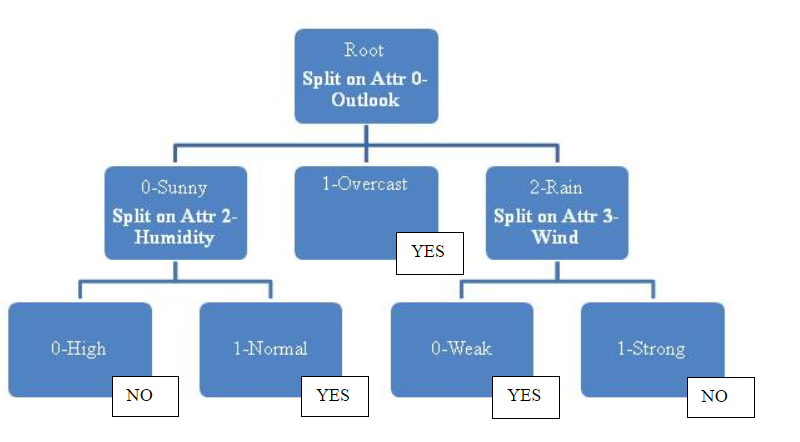 Root
Split on Attr 0-
Outlook
0-Sunny
Split on Attr 2-
Humidity
1-Overcast
YES
2-Rain
Split on Attr 3-
Wind
0-High
NO
1-Normal
YES
0-Weak
YES
1-Strong
NO